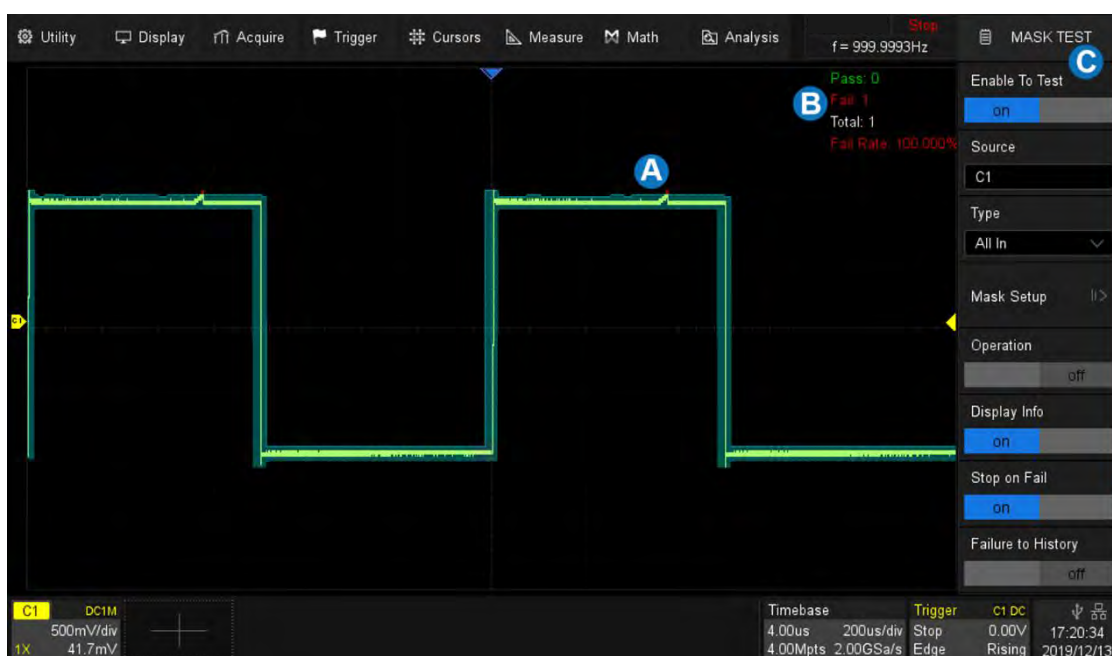 Utility Display Acquire Trigger Cursors Measure Math Analysis
Stop
f = 999.9993Hz
MASK TEST
C
Pass: 0
B
Fail: 1
Total: 1
Fail Rate: 100.000%
A
C1
Enable To Test
on
Source
C1
Type
All In
Mask Setup
Operation
off
Display Info
on
Stop on Fail
on
Failure to History
off
C1 DC1M
500mV/div
1X 41.7mV
Timebase
4.00us 200us/div
4.00Mpts 2.00GSa/s
Trigger C1 DC
Stop 0.00V
Edge Rising
17:20:34
2019/12/13